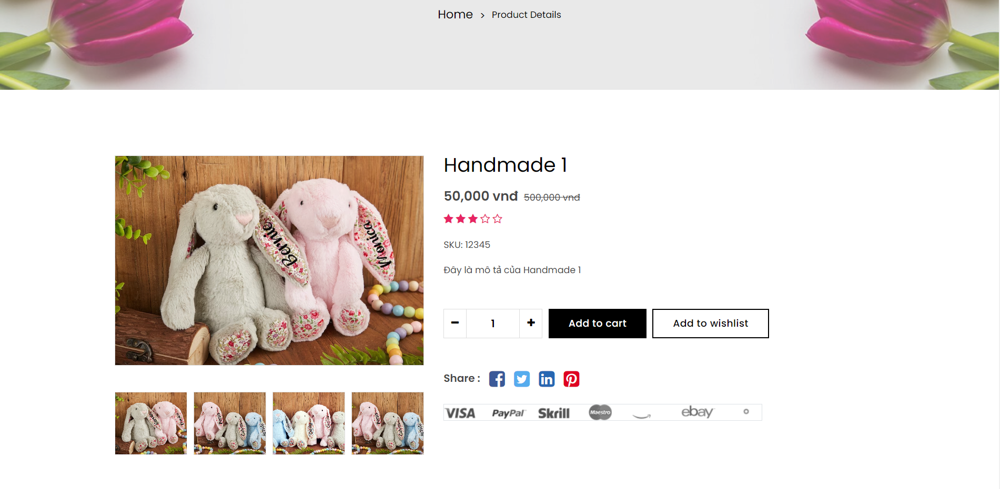 Home > Product Details
Bernie
Monica
Handmade 1
50,000 vnđ 500,000 vnđ
SKU: 12345
Đây là mô tả của Handmade 1
1
Add to cart
Add to wishlist
Share :
VISA PayPal Skrill Maestro ebay